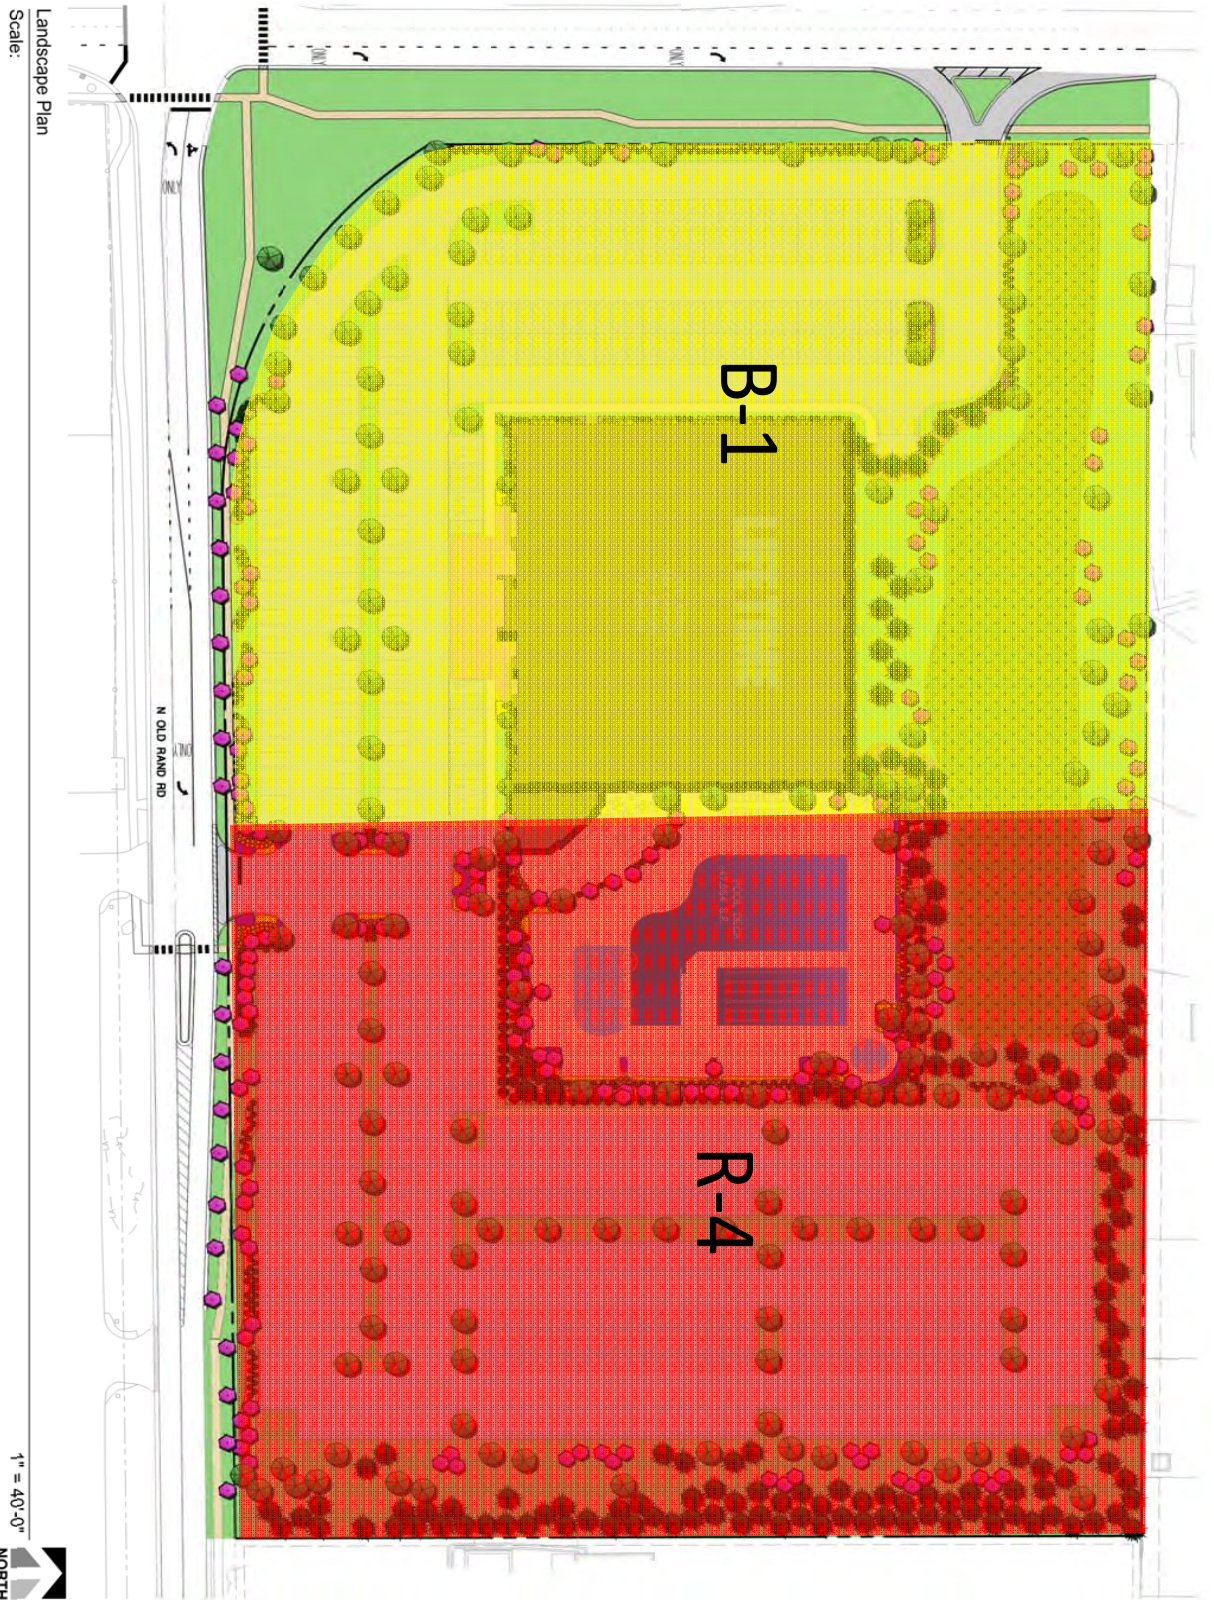 ONLY
ONLY
ONLY
B-1
ONLY
N OLD RAND RD
R-4
Landscape Plan
Scale:
1" = 40'-0"
NORTH